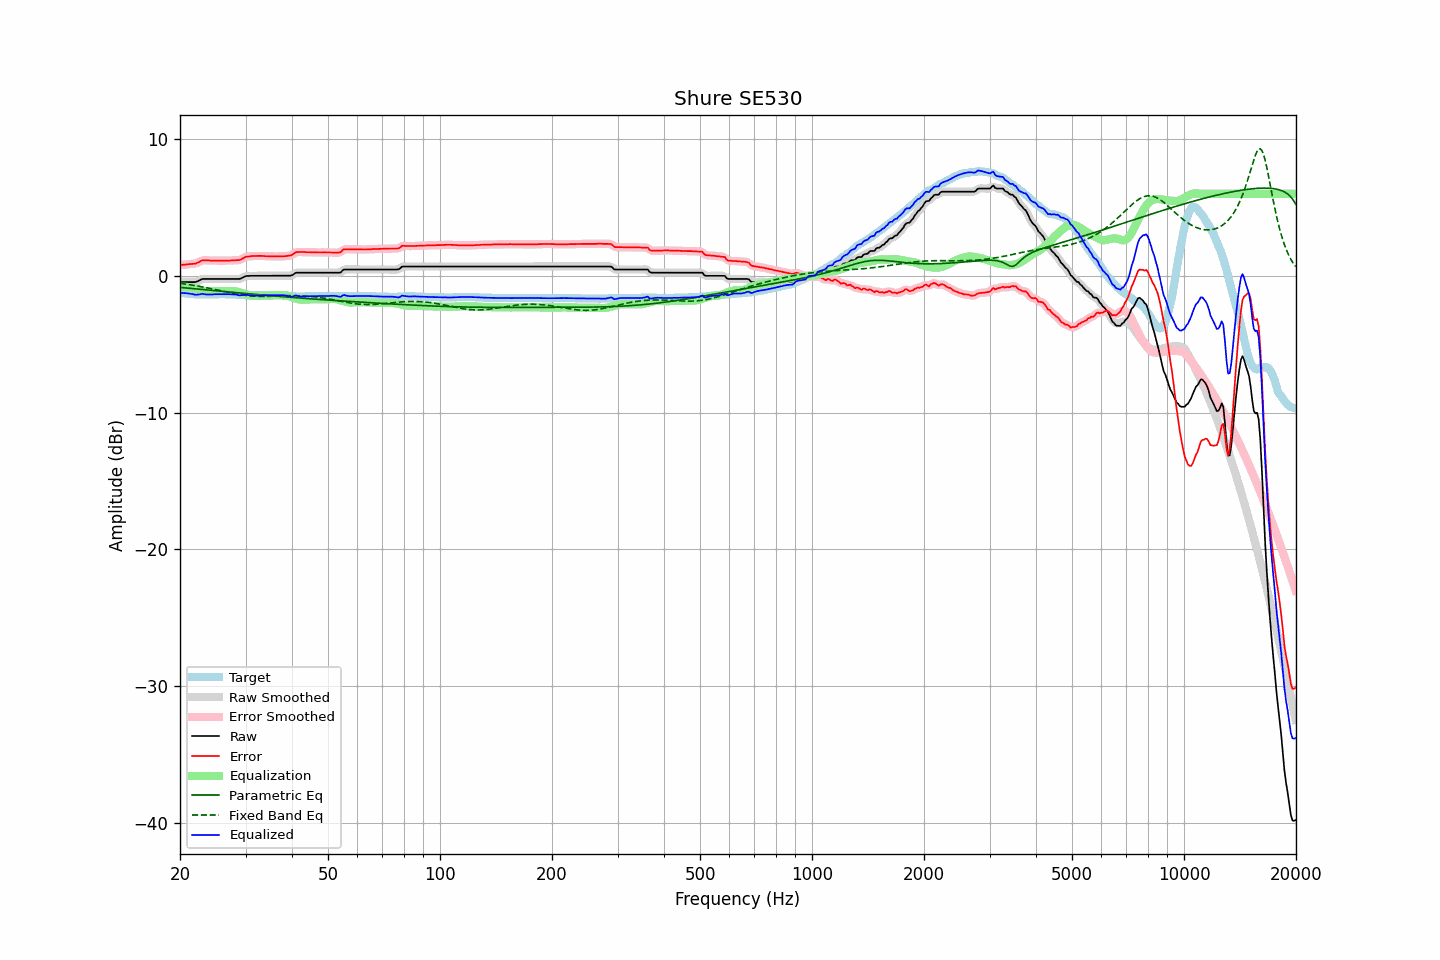 Shure SE530
10
0
−10
−20
−30
−40
Amplitude (dBr)
Target
Raw Smoothed
Error Smoothed
Raw
Error
Equalization
Parametric Eq
Fixed Band Eq
Equalized
20 50 100 200 500 1000 2000 5000 10000 20000
Frequency (Hz)